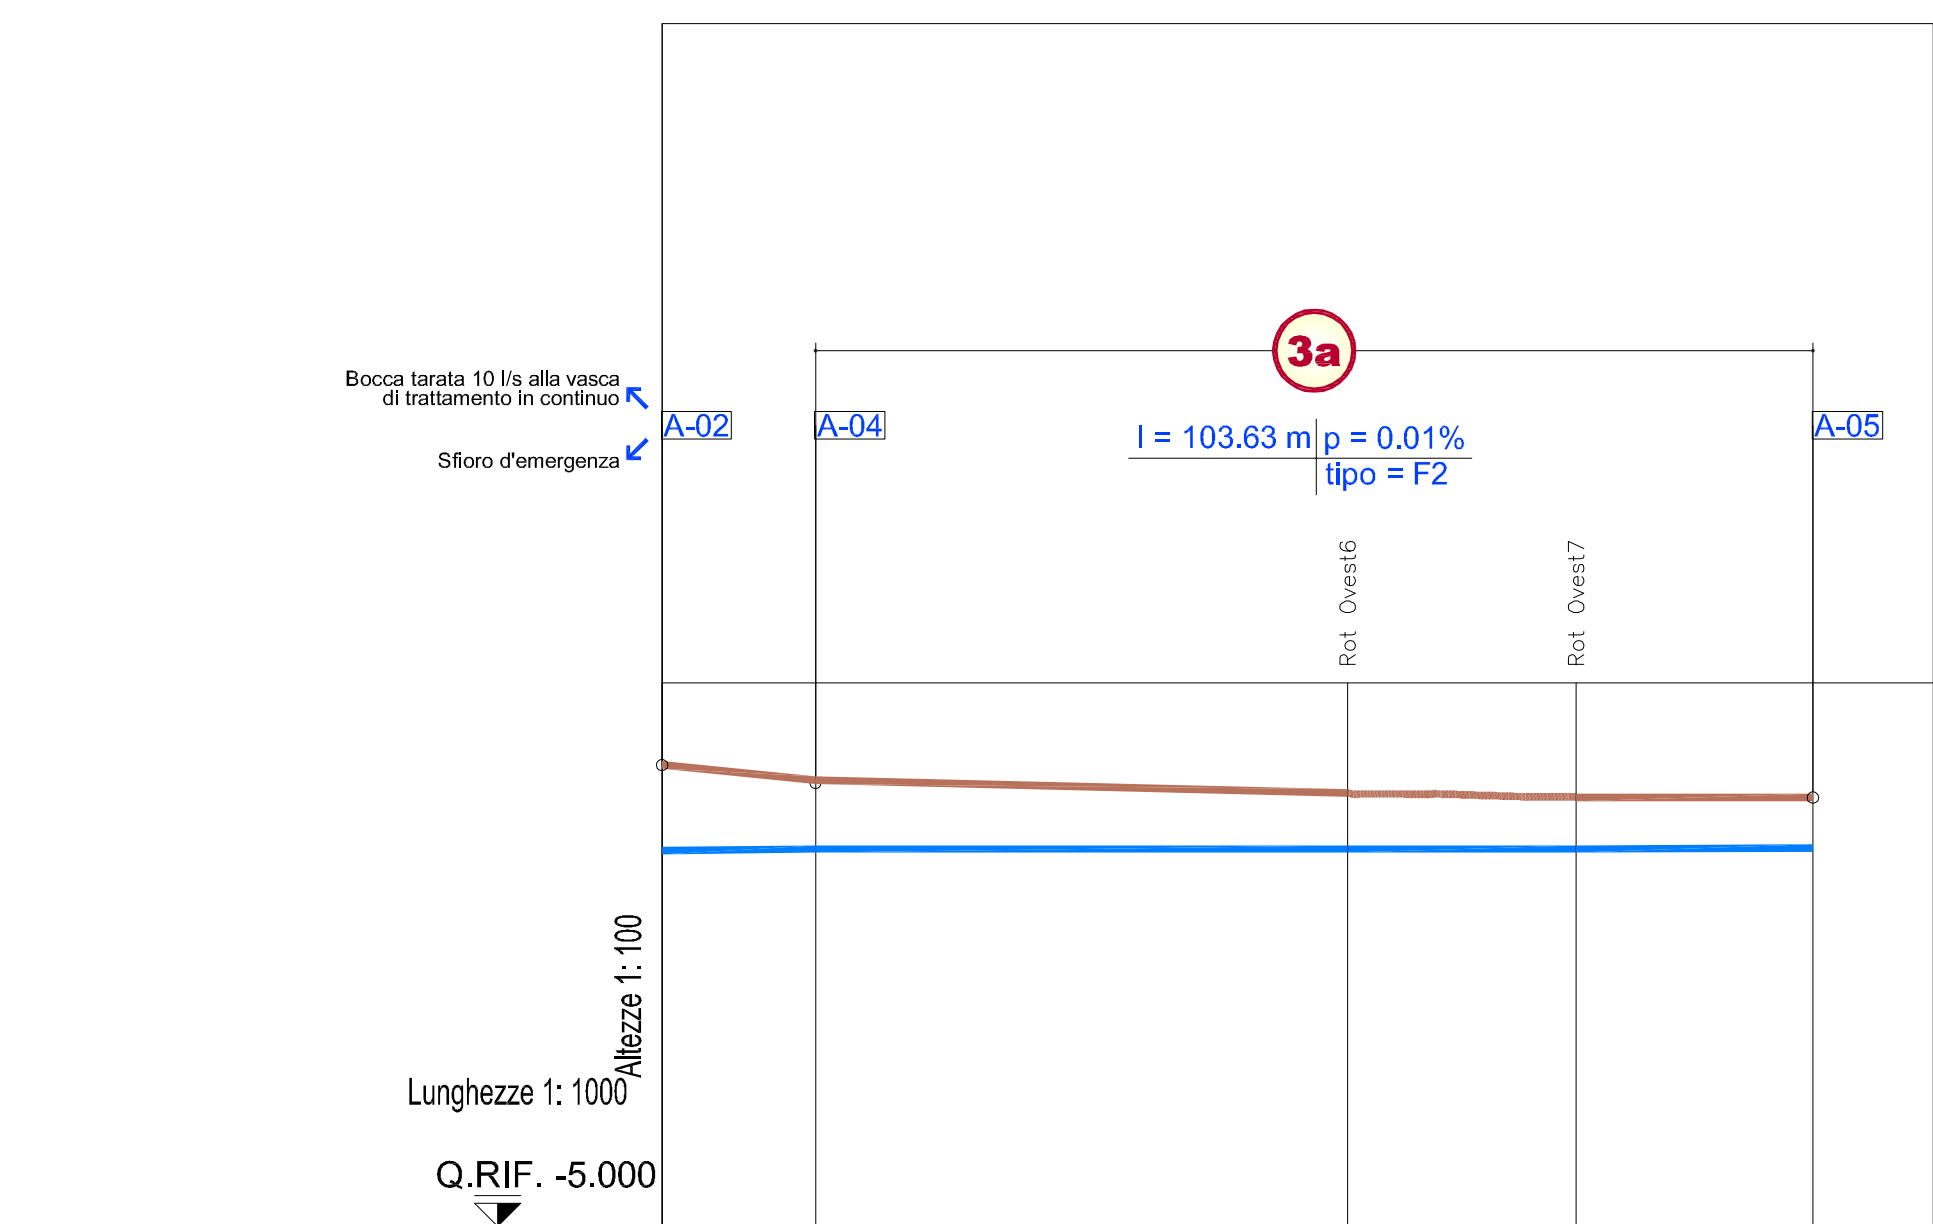 3a
Bocca tarata 10 l/s alla vasca
di trattamento in continuo
A-02
A-04
A-05
l = 103.63 m
p = 0.01%
Sfioro d'emergenza
tipo = F2
Rot Ovest6
Rot Ovest7
Altezze 1: 100
Lunghezze 1: 1000
Q.RIF. -5.000